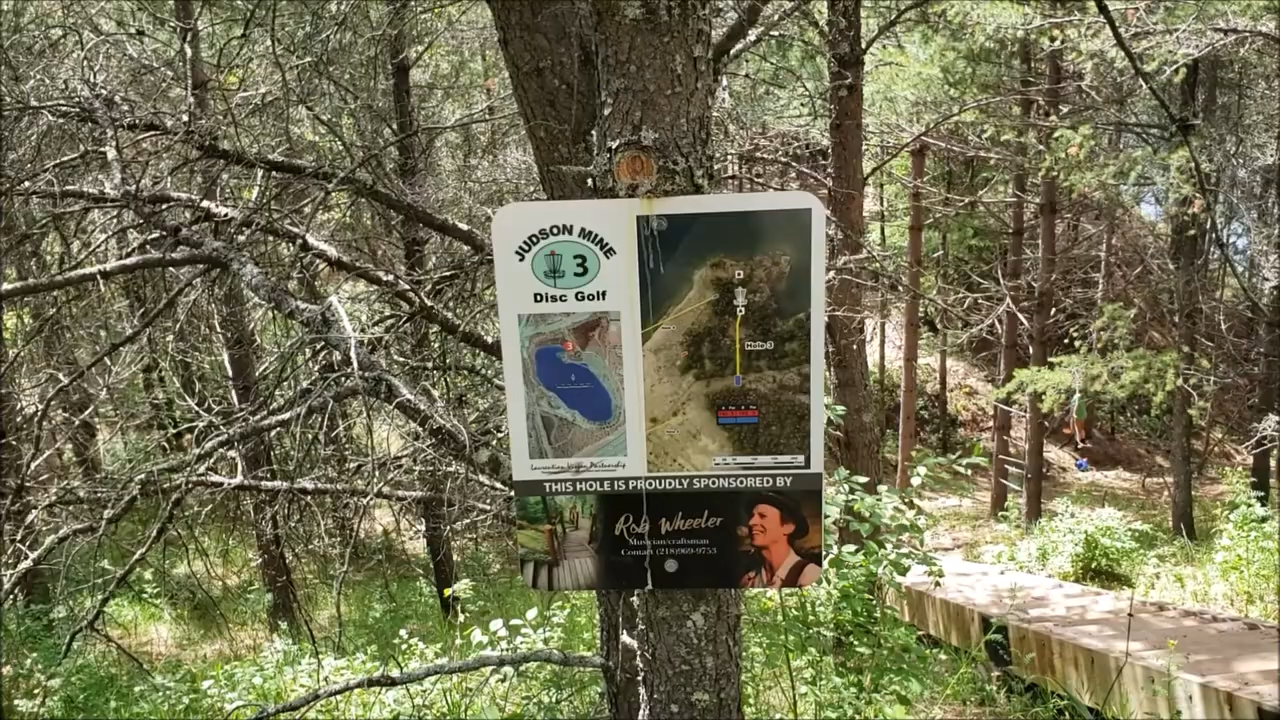 JUDSON MINE
3
Disc Golf
3
Hole 3
Laurentian Vision Partnership
THIS HOLE IS PROUDLY SPONSORED BY
Rob Wheeler
Musician/craftsman
Contact (218)969-9753